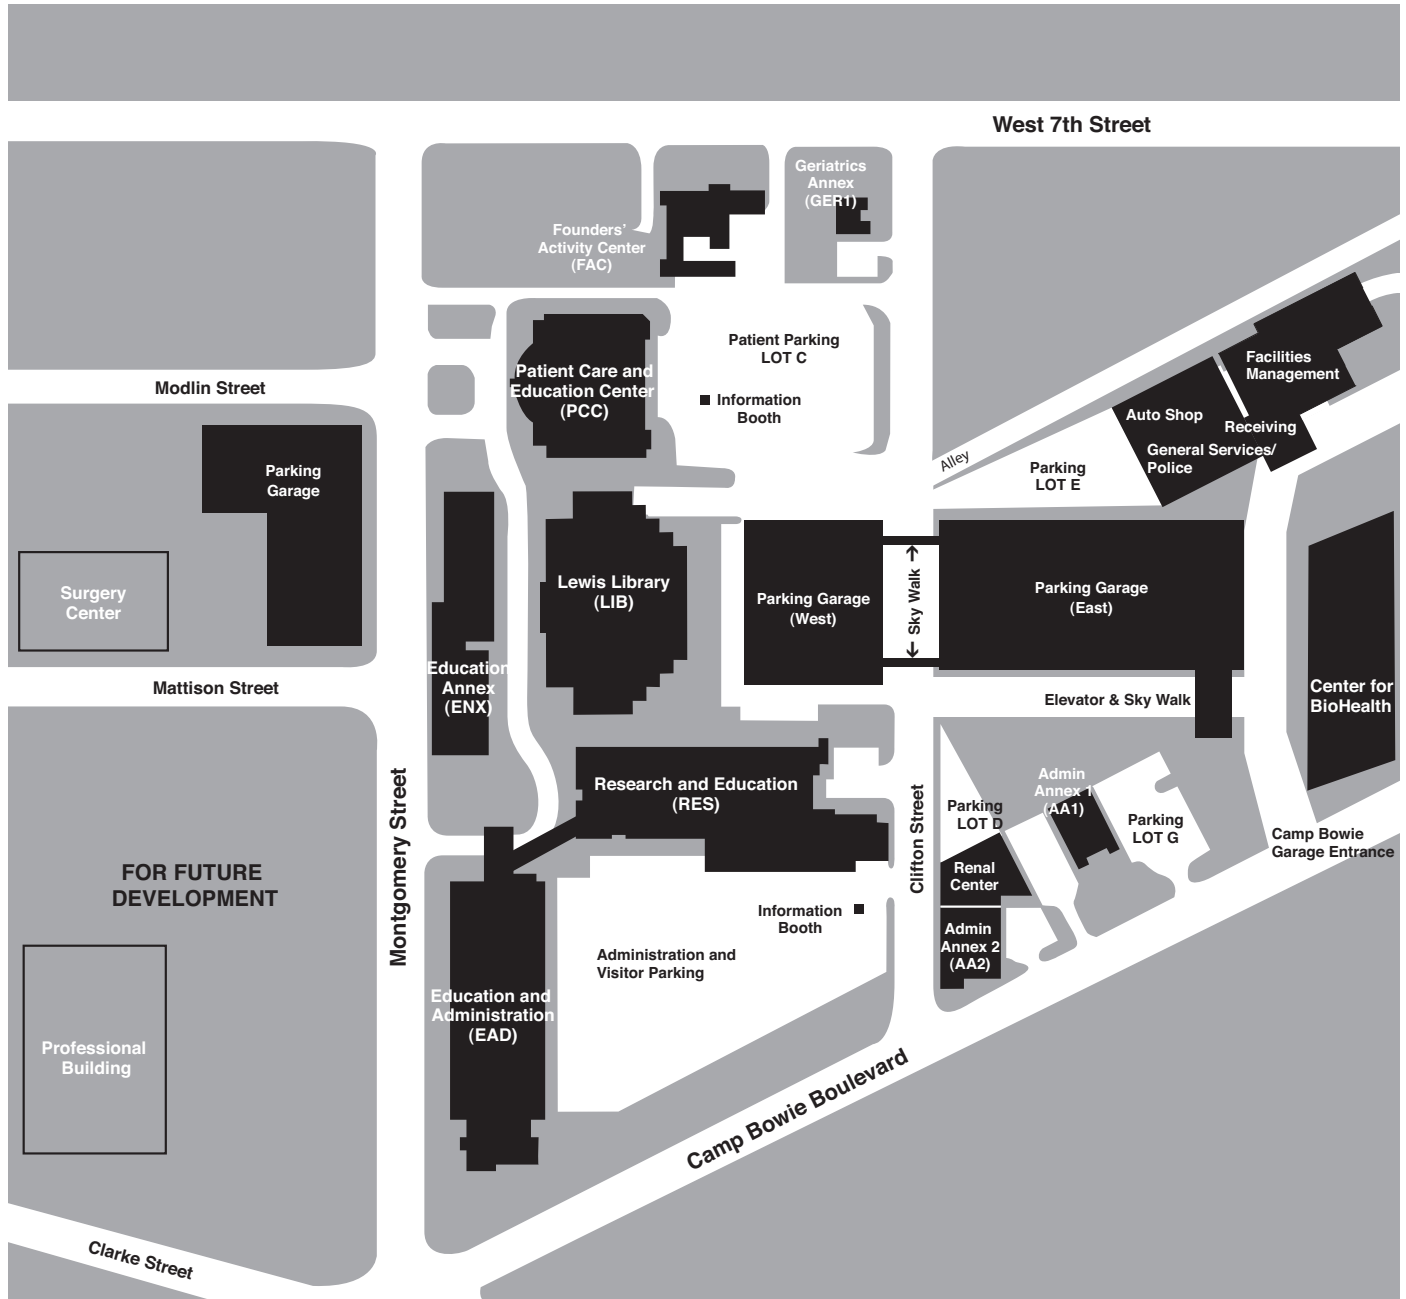 West 7th Street
Geriatrics
Annex
(GER1)
Founders'
Activity Center
(FAC)
Patient Parking
LOT C
Patient Care and
Education Center
(PCC)
Information
Booth
Modlin Street
Facilities
Management
Auto Shop
Receiving
General Services/
Police
Alley
Parking
LOT E
Parking
Garage
Surgery
Center
Lewis Library
(LIB)
Parking Garage
(West)
Sky Walk
Parking Garage
(East)
Education
Annex
(ENX)
Mattison Street
Elevator & Sky Walk
Center for
BioHealth
Research and Education
(RES)
Montgomery Street
Clifton Street
Admin
Annex 1
(AA1)
Parking
LOT D
Parking
LOT G
Camp Bowie
Garage Entrance
Renal
Center
FOR FUTURE
DEVELOPMENT
Information
Booth
Admin
Annex 2
(AA2)
Administration and
Visitor Parking
Education and
Administration
(EAD)
Professional
Building
Camp Bowie Boulevard
Clarke Street